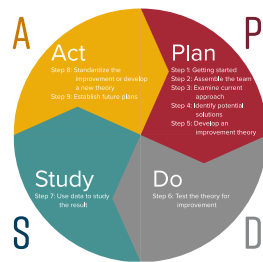 A
P
Act
Step 8: Standardize the
improvement or develop
a new theory
Step 9: Establish future plans
Plan
Step 1: Getting started
Step 2: Assemble the team
Step 3: Examine current
approach
Step 4: Identify potential
solutions
Step 5: Develop an
improvement theory
Study
Step 7: Use data to study
the result
Do
Step 6: Test the theory for
improvement
S
D